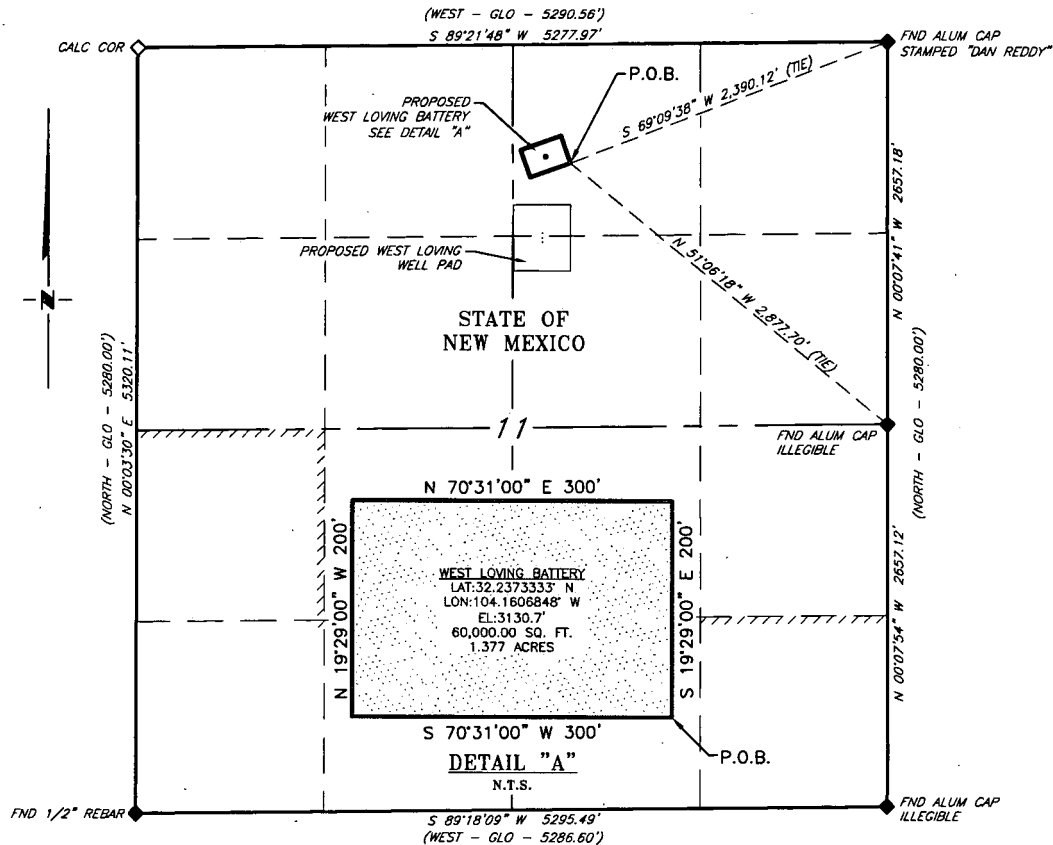 (WEST - GLO - 5290.56')
S 89°21'48" W 5277.97'
CALC COR
FND ALUM CAP
STAMPED "DAN REDDY"
P.O.B.
S 69°09'38" W 2,390.12' (TIE)
PROPOSED
WEST LOVING BATTERY
SEE DETAIL "A"
N 00°07'41" W 2657.18'
PROPOSED WEST LOVING
WELL PAD
N 51°06'18" W 2,877.70' (TIE)
N
STATE OF
NEW MEXICO
(NORTH - GLO - 5280.00')
N 00°03'30" E 5320.11'
(NORTH - GLO - 5280.00')
11
FND ALUM CAP
ILLEGIBLE
N 70°31'00" E 300'
N 19°29'00" W 200'
WEST LOVING BATTERY
LAT:32.2373333° N
LON:104.1606848° W
EL:3130.7'
60,000.00 SQ. FT.
1.377 ACRES
S 19°29'00" E 200'
N 00°07'54" W 2657.12'
S 70°31'00" W 300'
P.O.B.
DETAIL "A"
N.T.S.
FND 1/2" REBAR
S 89°18'09" W 5295.49'
(WEST - GLO - 5286.60')
FND ALUM CAP
ILLEGIBLE